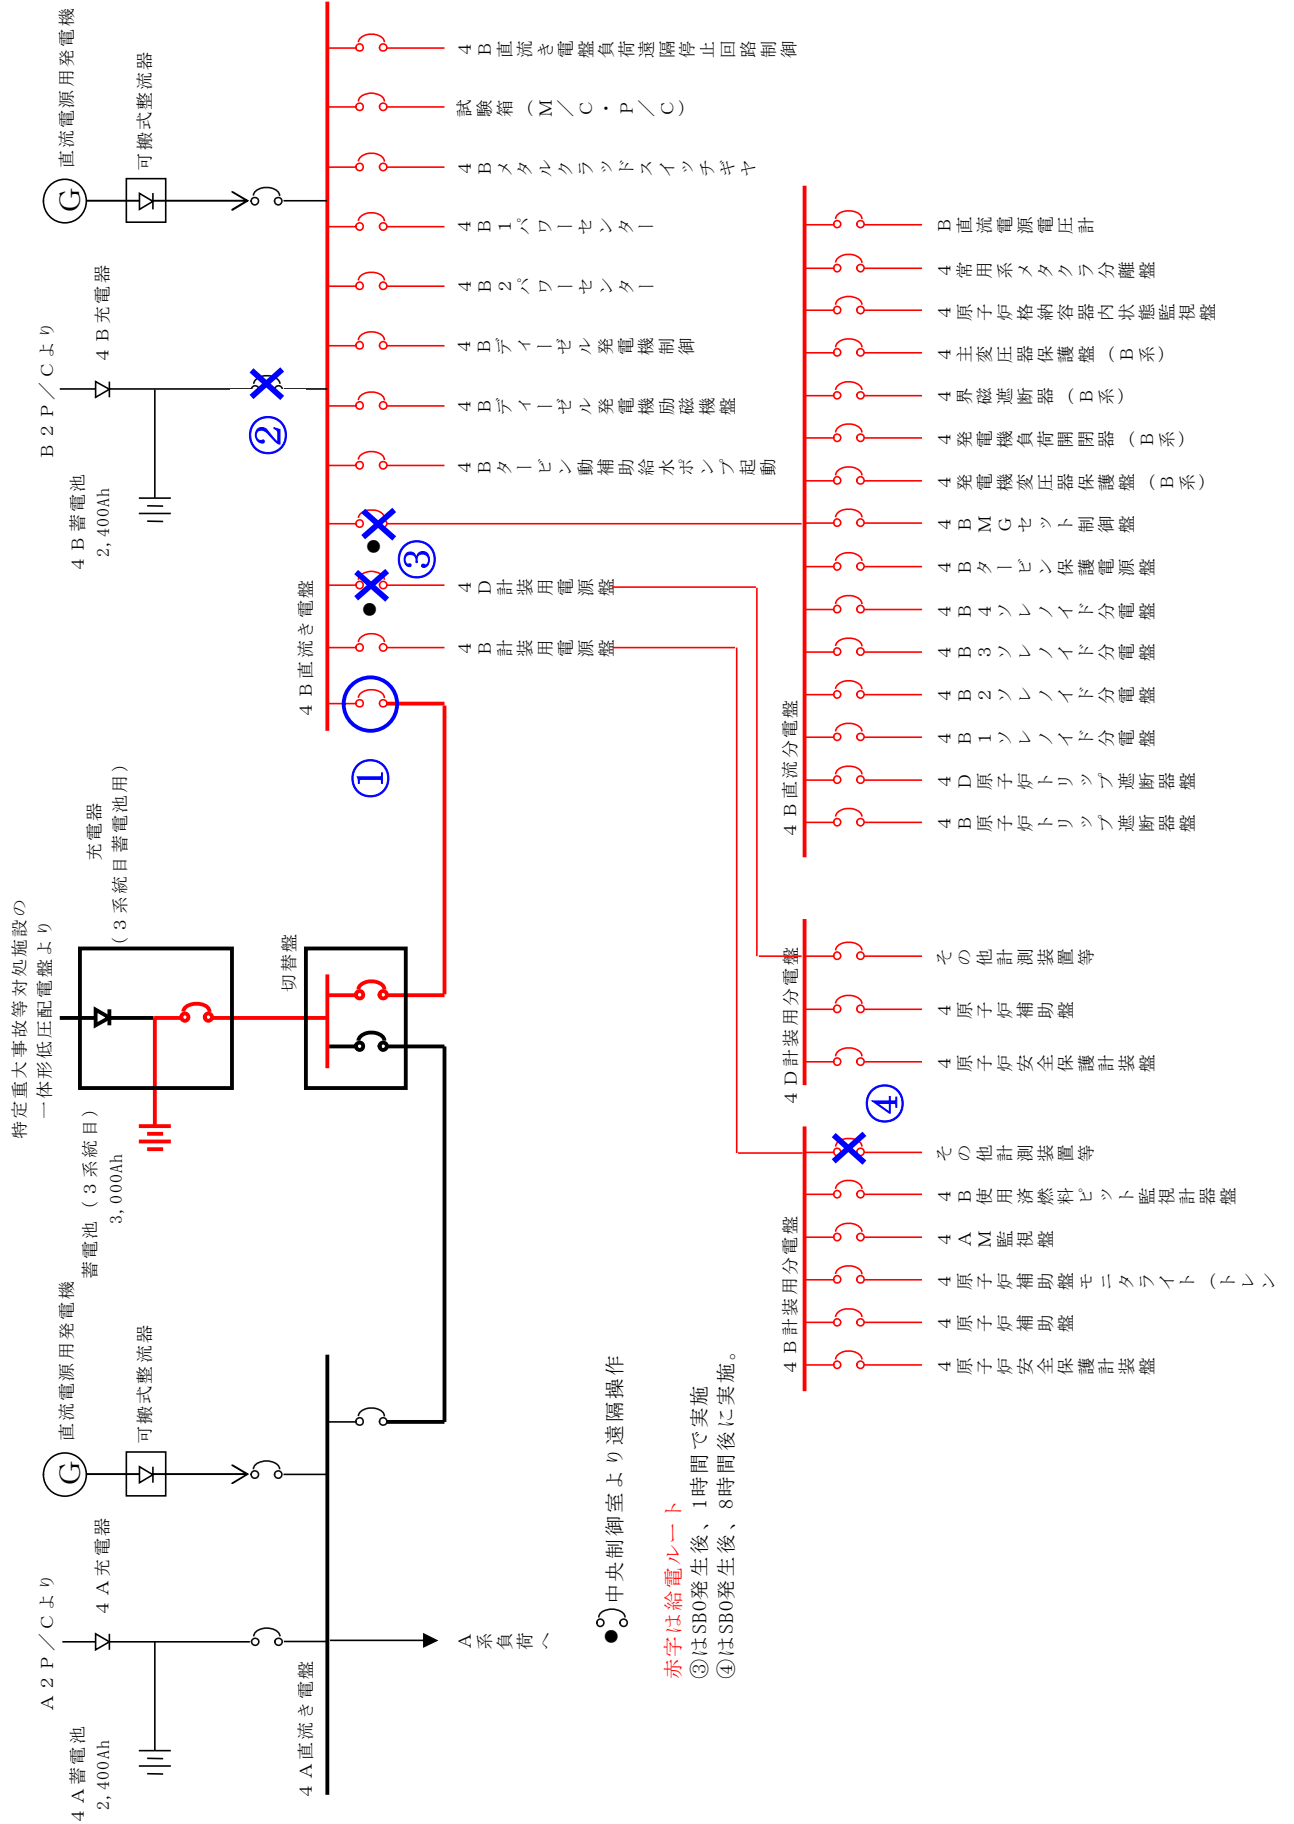 4A蓄電池
2,400Ah
A2P／Cより
4A充電器
直流電源用発電機
G
可搬式整流器
4A直流き電盤
A系負荷へ
蓄電池（3系統目）
3,000Ah
特定重大事故等対処施設の
一体形低圧配電盤より
充電器
（3系統目蓄電池用）
切替盤
4B蓄電池
2,400Ah
B2P／Cより
4B充電器
②
直流電源用発電機
G
可搬式整流器
4B直流き電盤
①
③
4B計装用電源盤
4D計装用電源盤
4Bタービン動補助給水ポンプ起動
4Bディーゼル発電機励磁機盤
4Bディーゼル発電機制御
4B2パワーセンター
4B1パワーセンター
4Bメタルクラッドスイッチギヤ
試験箱（M／C・P／C）
4B直流き電盤負荷遠隔停止回路制御
4B計装用分電盤
4原子炉安全保護計装盤
4原子炉補助盤
4原子炉補助盤モニタライト（トレン
4AM監視盤
4B使用済燃料ピット監視計器盤
その他計測装置等
④
4D計装用分電盤
4原子炉安全保護計装盤
4原子炉補助盤
その他計測装置等
4B直流分電盤
4B原子炉トリップ遮断器盤
4D原子炉トリップ遮断器盤
4B1ソレノイド分電盤
4B2ソレノイド分電盤
4B3ソレノイド分電盤
4B4ソレノイド分電盤
4Bタービン保護電源盤
4BMGセット制御盤
4発電機変圧器保護盤（B系）
4発電機負荷開閉器（B系）
4界磁遮断器（B系）
4主変圧器保護盤（B系）
4原子炉格納容器内状態監視盤
4常用系メタクラ分離盤
B直流電源電圧計
中央制御室より遠隔操作
赤字は給電ルート
③はSBO発生後、1時間で実施
④はSBO発生後、8時間後に実施。